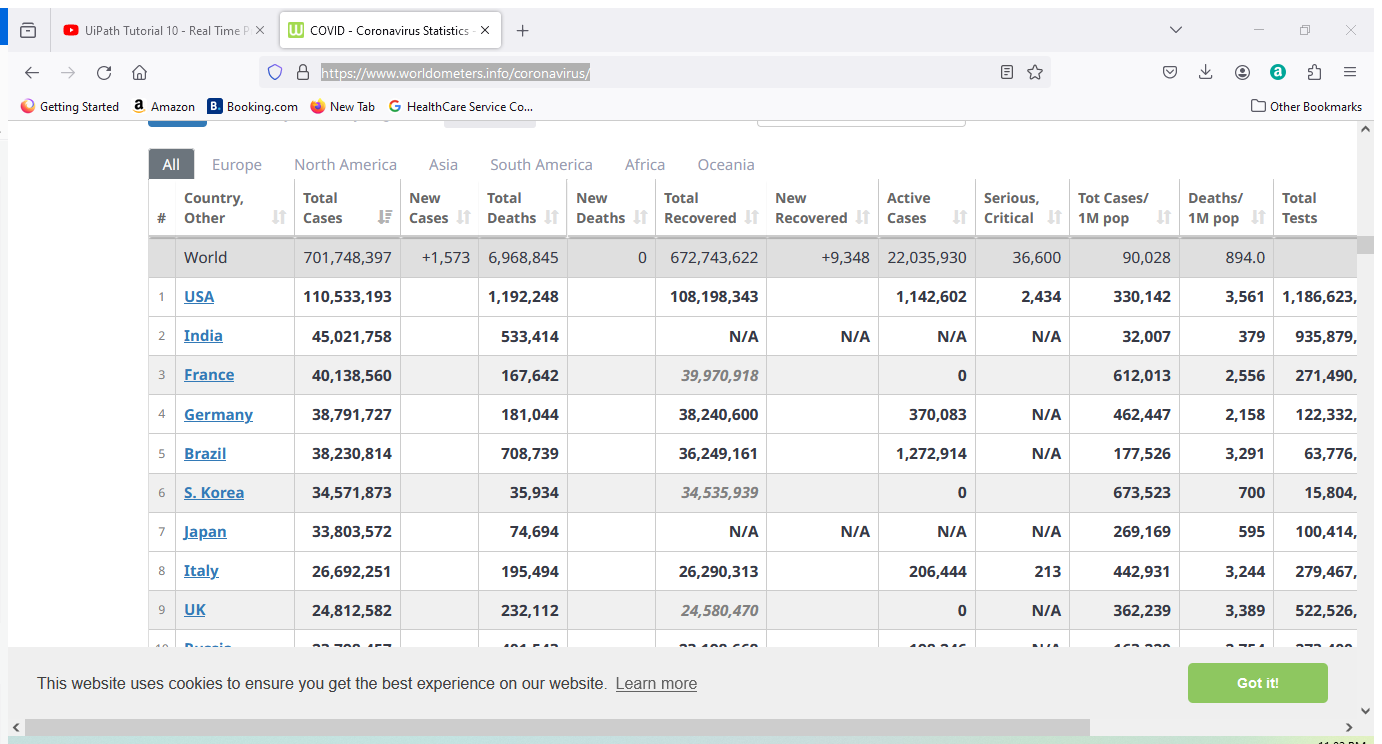 UiPath Tutorial 10 - Real Time P
COVID - Coronavirus Statistics -
https://www.worldometers.info/coronavirus/
Getting Started Amazon Booking.com New Tab HealthCare Service Co... Other Bookmarks
All Europe North America Asia South America Africa Oceania
# Country, Other Total Cases New Cases Total Deaths New Deaths Total Recovered New Recovered Active Cases Serious, Critical Tot Cases/ 1M pop Deaths/ 1M pop Total Tests
World 701,748,397 +1,573 6,968,845 0 672,743,622 +9,348 22,035,930 36,600 90,028 894.0
1 USA 110,533,193 1,192,248 108,198,343 1,142,602 2,434 330,142 3,561 1,186,623,
2 India 45,021,758 533,414 N/A N/A N/A N/A 32,007 379 935,879,
3 France 40,138,560 167,642 39,970,918 0 612,013 2,556 271,490,
4 Germany 38,791,727 181,044 38,240,600 370,083 N/A 462,447 2,158 122,332,
5 Brazil 38,230,814 708,739 36,249,161 1,272,914 N/A 177,526 3,291 63,776,
6 S. Korea 34,571,873 35,934 34,535,939 0 673,523 700 15,804,
7 Japan 33,803,572 74,694 N/A N/A N/A N/A 269,169 595 100,414,
8 Italy 26,692,251 195,494 26,290,313 206,444 213 442,931 3,244 279,467,
9 UK 24,812,582 232,112 24,580,470 0 N/A 362,239 3,389 522,526,
This website uses cookies to ensure you get the best experience on our website. Learn more
Got it!